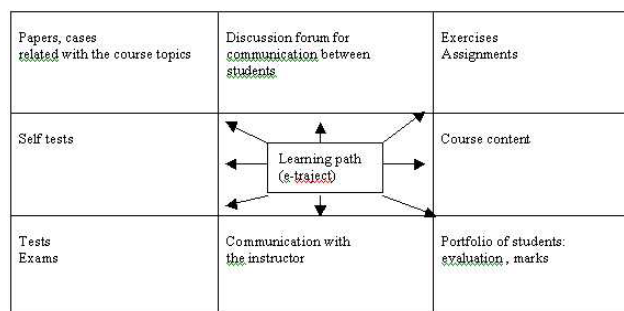 Papers, cases
related with the course topics
Discussion forum for
communication between
students
Exercises
Assignments
Self tests
Learning path
(e-traject)
Course content
Tests
Exams
Communication with
the instructor
Portfolio of students:
evaluation , marks